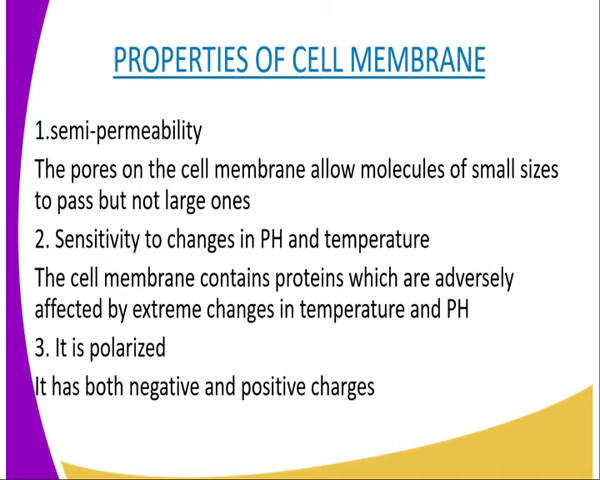 PROPERTIES OF CELL MEMBRANE
1.semi-permeability
The pores on the cell membrane allow molecules of small sizes
to pass but not large ones
2. Sensitivity to changes in PH and temperature
The cell membrane contains proteins which are adversely
affected by extreme changes in temperature and PH
3. It is polarized
It has both negative and positive charges